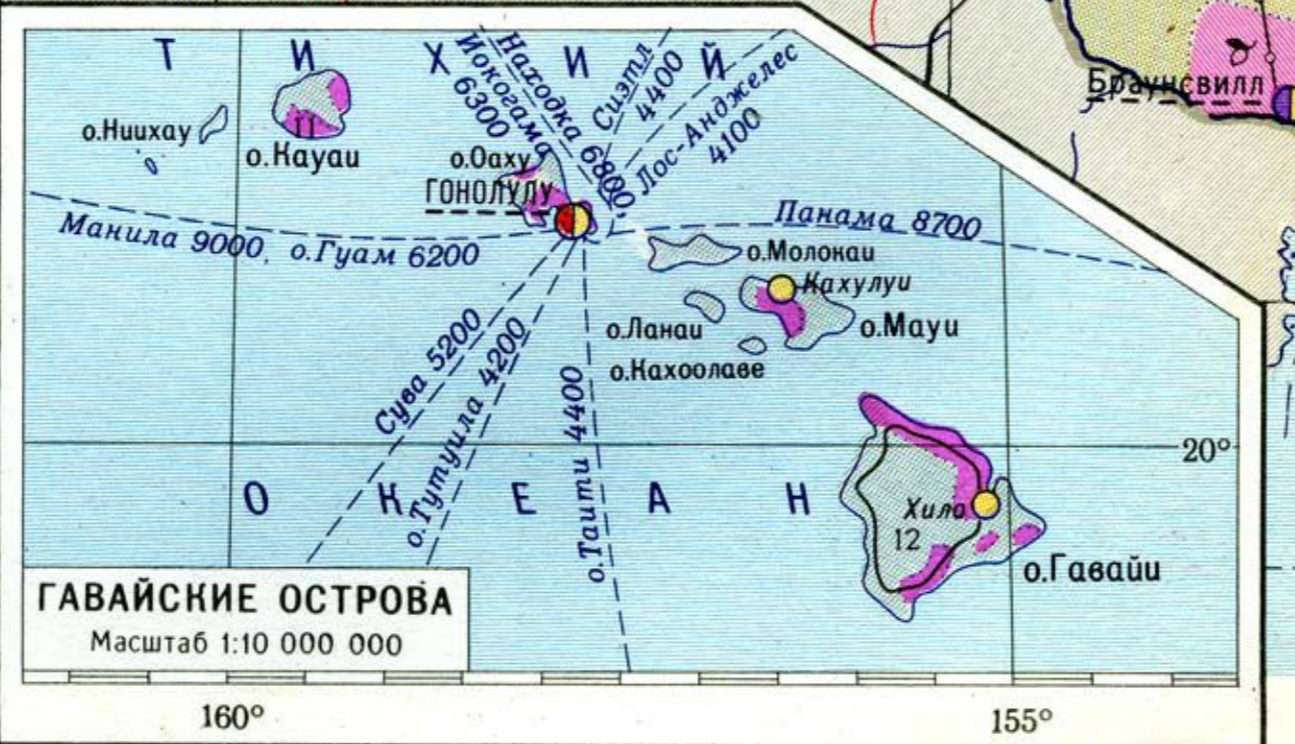 Т И Х И Й
Находка 6800,
Иокогама
6300
Сиэтл
4400
Лос-Анджелес
4100
Браунсвилл
о.Ниихау
11
о.Кауаи
о.Оаху
ГОНОЛУЛУ
Манила 9000, о.Гуам 6200
Панама 8700
о.Молокаи
Кахулуи
о.Мауи
о.Ланаи
о.Кахоолаве
Сува 5200
о.Тутуила 4200
о.Таити 4400
20°
О К Е А Н
Хило
12
о.Гавайи
ГАВАЙСКИЕ ОСТРОВА
Масштаб 1:10 000 000
160°
155°